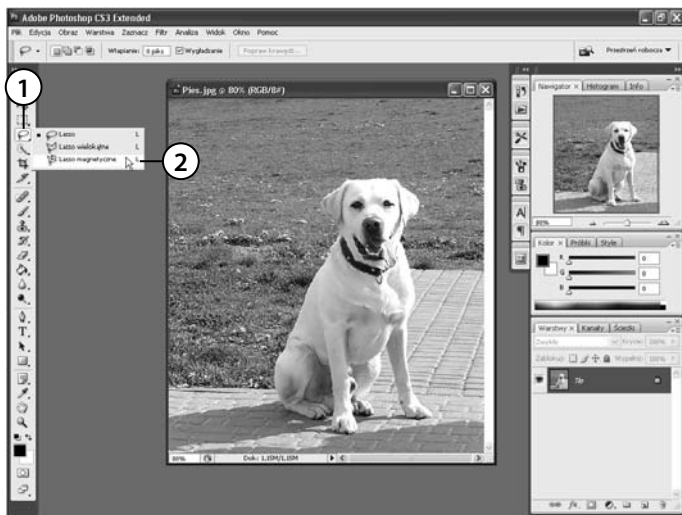 Adobe Photoshop CS3 Extended
Plik Edycja Obraz Warstwa Zaznacz Filtr Analiza Widok Okno Pomoc
Wtapianie: 0 piks Wygładzanie Popraw krawędź... Przestrzeń robocza
1
Pies.jpg @ 80% (RGB/8#)
Nawigator x Histogram Info
Lasso L
Lasso wielokątne L
Lasso magnetyczne L
2
80%
Kolor x Próbki Style
R 0
G 0
B 0
Warstwy x Kanały Ścieżki
Zwykły Krycie: 100%
Zablokuj: Wypełn.: 100%
Tło
80% Dok: 1,15M/1,15M